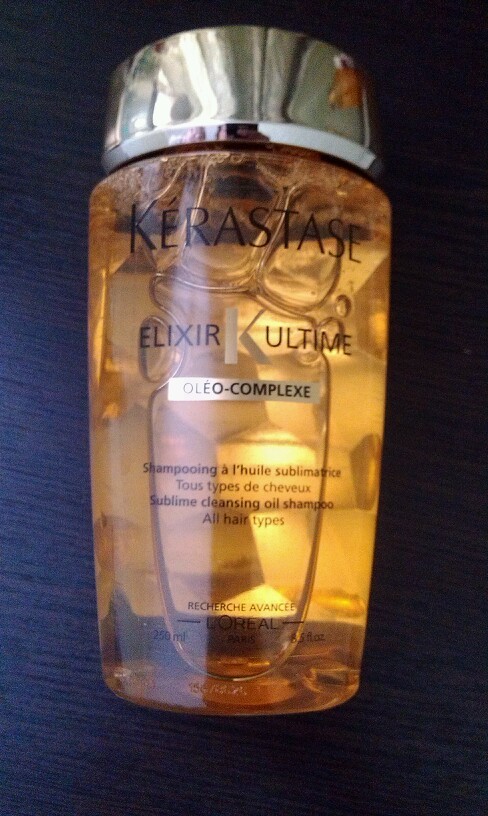 KÉRASTASE
ELIXIR K ULTIME
OLÉO-COMPLEXE
Shampooing à l'huile sublimatrice
Tous types de cheveux
Sublime cleansing oil shampoo
All hair types
RECHERCHE AVANCÉE
L'ORÉAL
250 ml PARIS 8.5 fl.oz